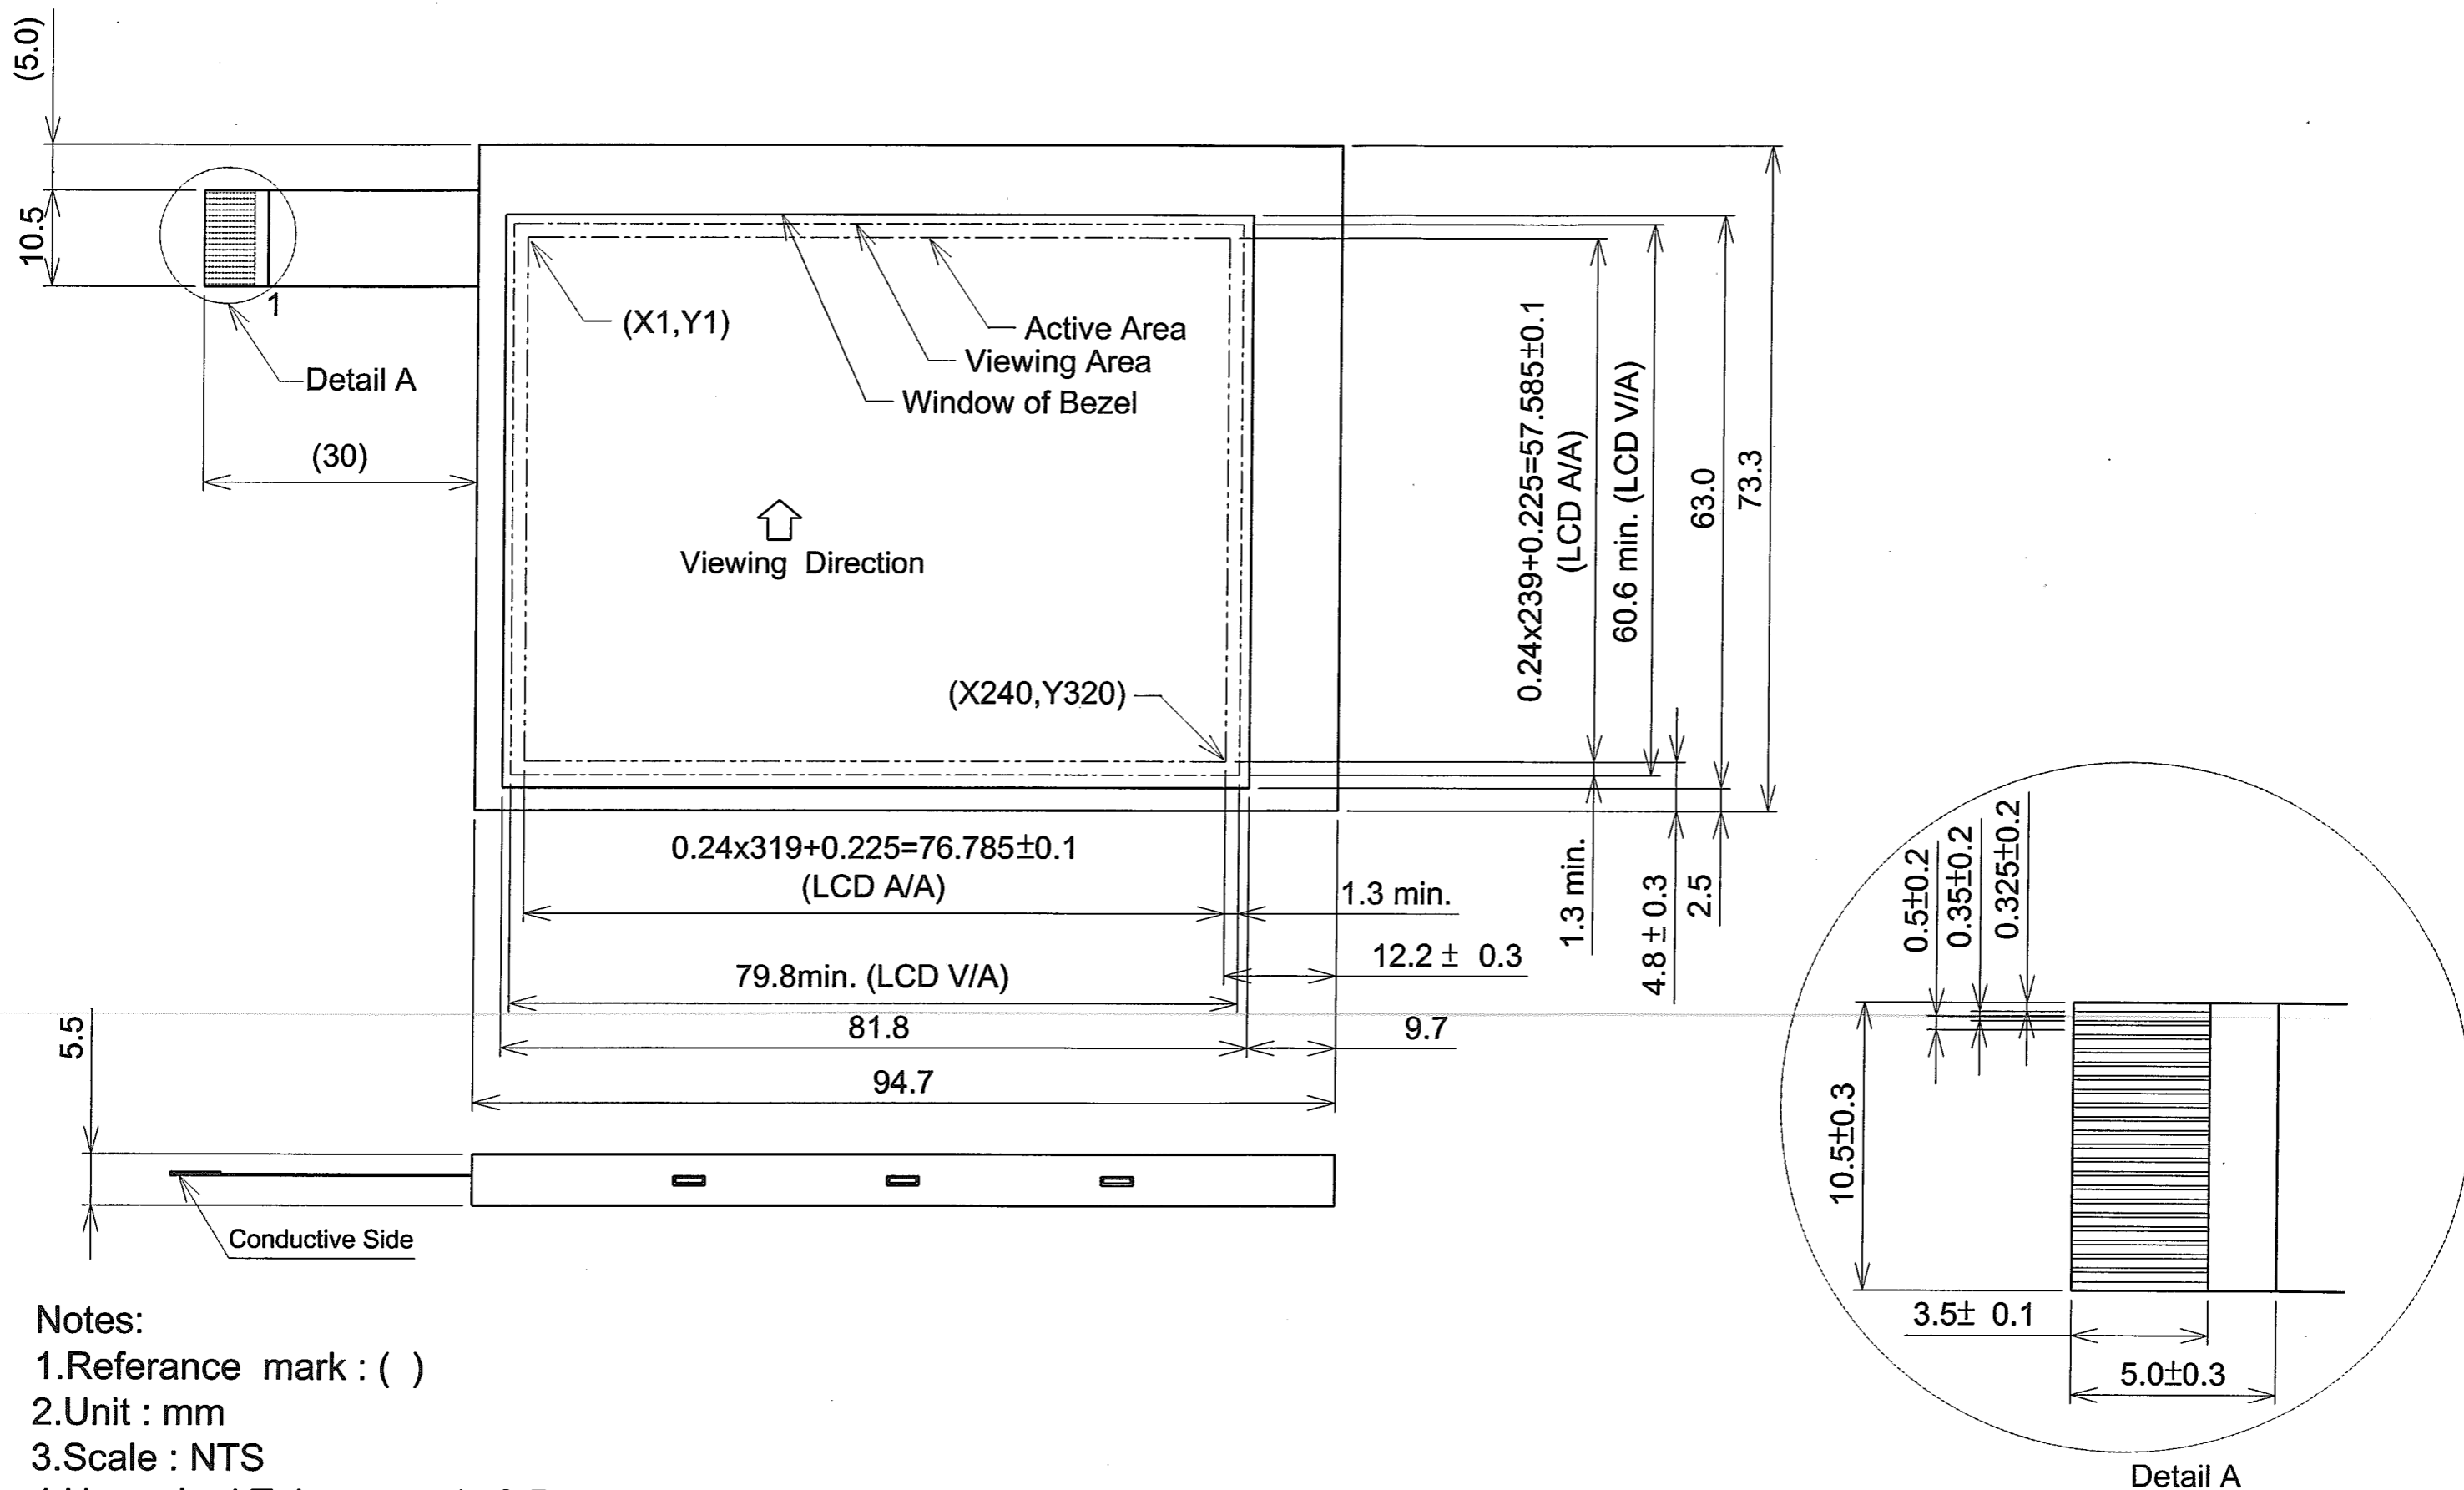 (5.0)
10.5
1
Detail A
(30)
(X1,Y1)
Active Area
Viewing Area
Window of Bezel
Viewing Direction
(X240,Y320)
0.24x239+0.225=57.585±0.1
(LCD A/A)
60.6 min. (LCD V/A)
63.0
73.3
1.3 min.
4.8 ± 0.3
2.5
0.24x319+0.225=76.785±0.1
(LCD A/A)
1.3 min.
12.2 ± 0.3
79.8min. (LCD V/A)
81.8
9.7
94.7
5.5
Conductive Side
0.5±0.2
0.35±0.2
0.325±0.2
10.5±0.3
3.5± 0.1
5.0±0.3
Detail A
Notes:
1.Referance mark : ( )
2.Unit : mm
3.Scale : NTS